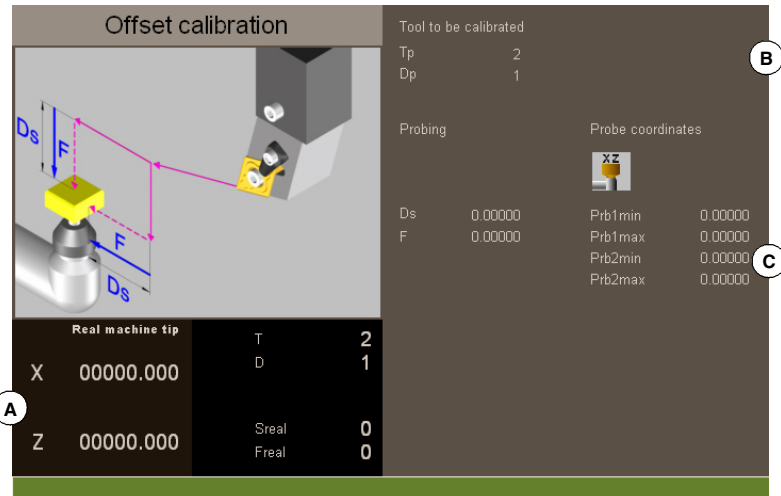 Offset calibration
Ds
F
F
Ds
Real machine tip
X 00000.000
Z 00000.000
T 2
D 1
Sreal 0
Freal 0
A
Tool to be calibrated
Tp 2
Dp 1
B
Probing
Ds 0.00000
F 0.00000
Probe coordinates
XZ
Prb1min 0.00000
Prb1max 0.00000
Prb2min 0.00000
Prb2max 0.00000
C